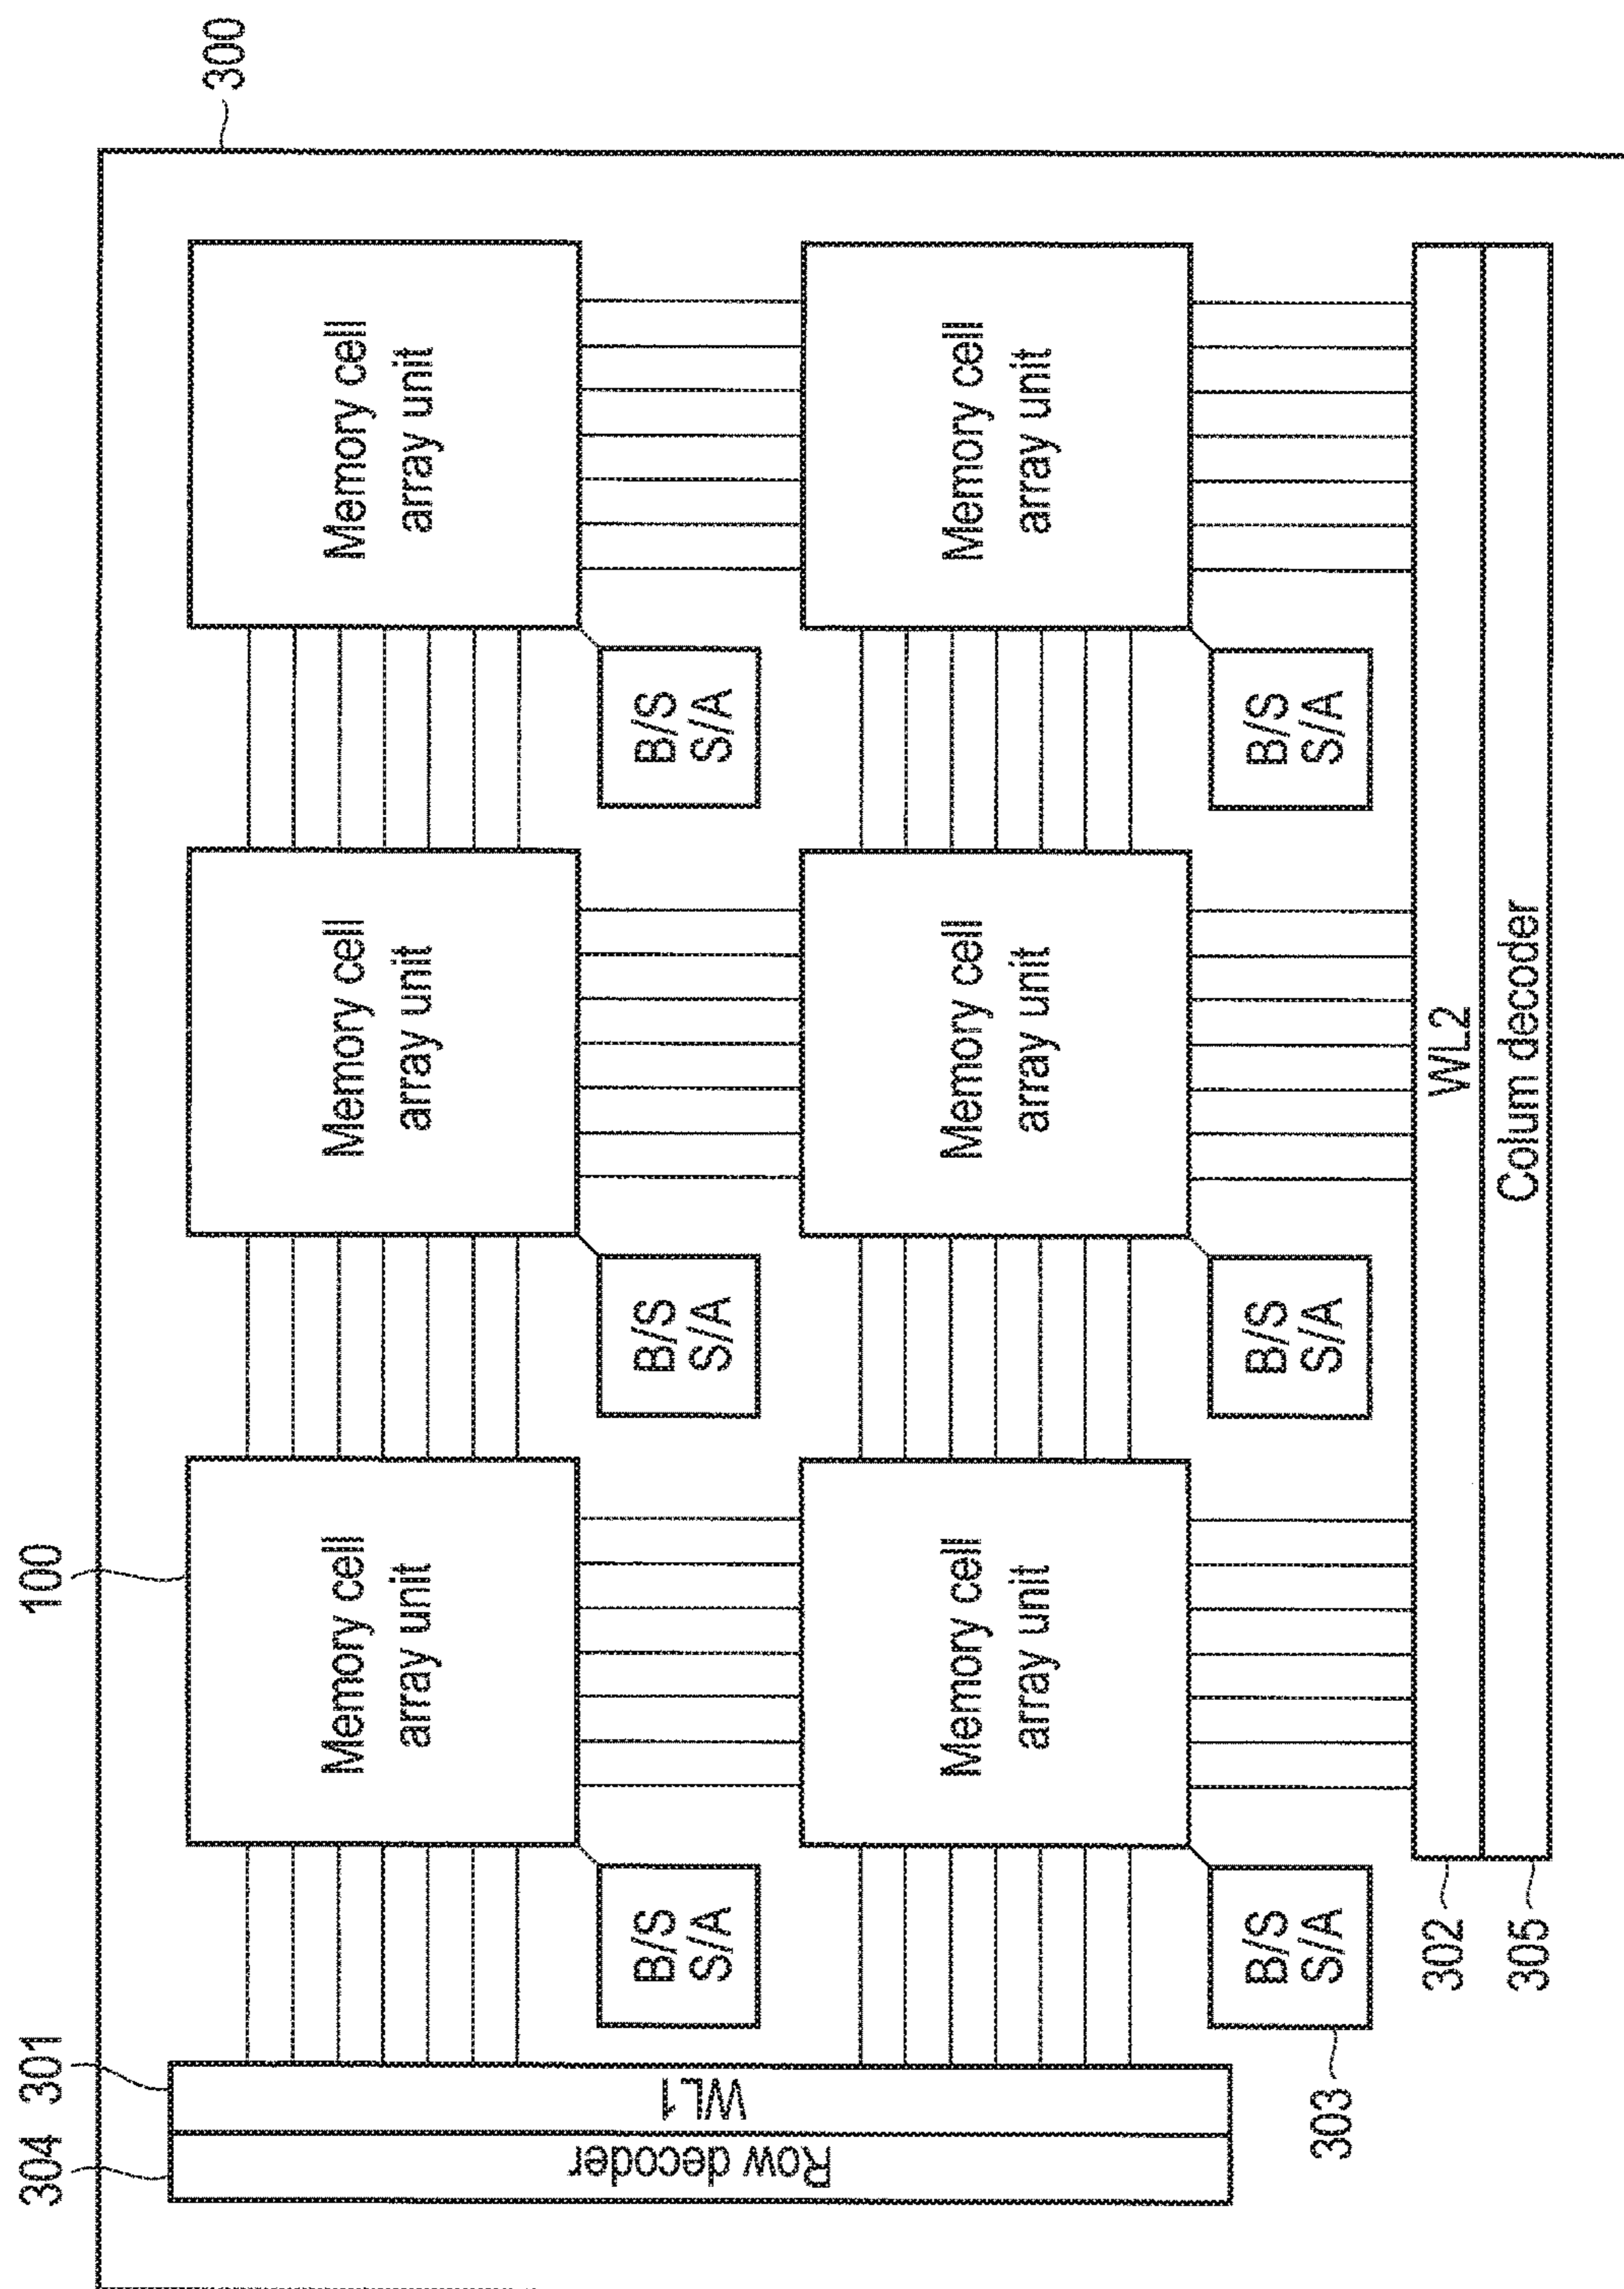 300
100
301
304
Memory cell
array unit
Memory cell
array unit
Memory cell
array unit
B/S
S/A
B/S
S/A
B/S
S/A
Memory cell
array unit
Memory cell
array unit
Memory cell
array unit
B/S
S/A
B/S
S/A
B/S
S/A
WL1
Row decoder
303
WL2
Colum decoder
302
305